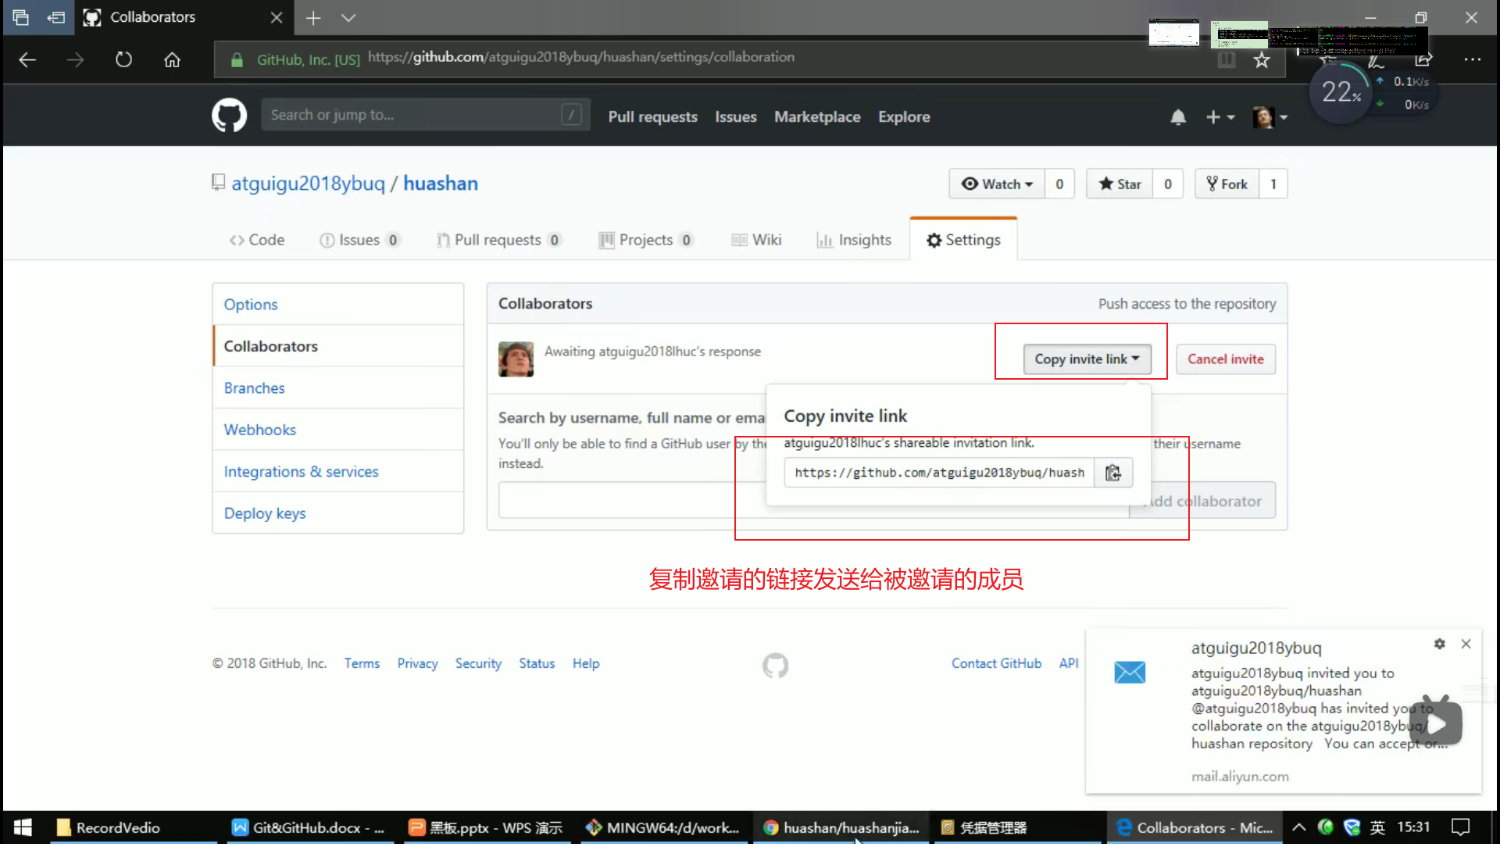 Collaborators
GitHub, Inc. [US] https://github.com/atguigu2018ybuq/huashan/settings/collaboration
22% 0.1K/s
0K/s
Search or jump to... / Pull requests Issues Marketplace Explore
atguigu2018ybuq / huashan
Watch 0 Star 0 Fork 1
Code Issues 0 Pull requests 0 Projects 0 Wiki Insights Settings
Options
Collaborators
Branches
Webhooks
Integrations & services
Deploy keys
Collaborators Push access to the repository
Awaiting atguigu2018lhuc's response Copy invite link Cancel invite
Search by username, full name or ema
You'll only be able to find a GitHub user by the their username
instead.
Copy invite link
atguigu2018lhuc's shareable invitation link.
https://github.com/atguigu2018ybuq/huash
dd collaborator
复制邀请的链接发送给被邀请的成员
© 2018 GitHub, Inc. Terms Privacy Security Status Help Contact GitHub API
atguigu2018ybuq
atguigu2018ybuq invited you to
atguigu2018ybuq/huashan
@atguigu2018ybuq has invited you to
collaborate on the atguigu2018ybuq/
huashan repository You can accept or...
mail.aliyun.com
RecordVedio Git&GitHub.docx - ... 黑板.pptx - WPS 演示 MINGW64:/d/work... huashan/huashanjia... 凭据管理器 Collaborators - Mic... 英 15:31